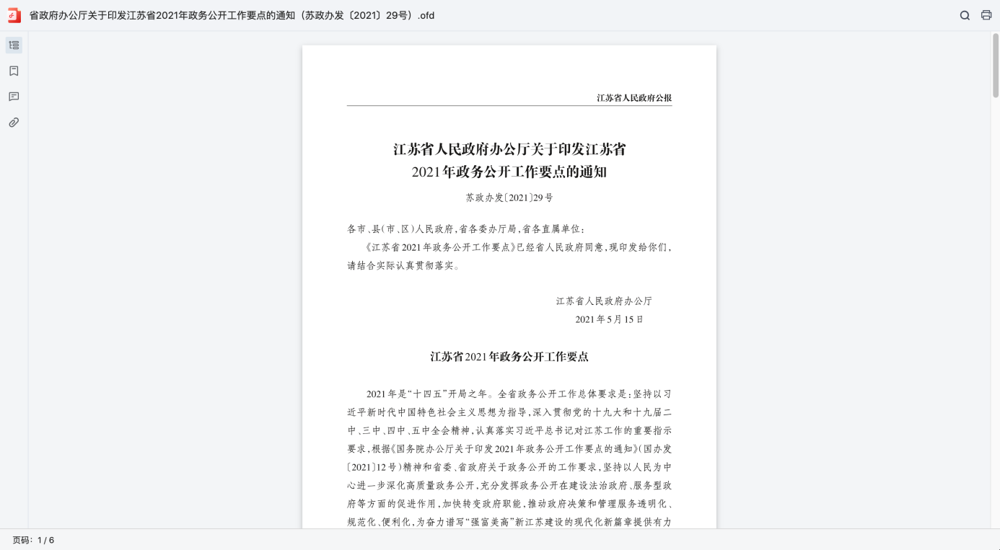 省政府办公厅关于印发江苏省2021年政务公开工作要点的通知（苏政办发〔2021〕29号）.ofd
江苏省人民政府公报
江苏省人民政府办公厅关于印发江苏省
2021年政务公开工作要点的通知
苏政办发〔2021〕29号
各市、县(市、区)人民政府,省各委办厅局,省各直属单位:
《江苏省2021年政务公开工作要点》已经省人民政府同意,现印发给你们,
请结合实际认真贯彻落实。
江苏省人民政府办公厅
2021年5月15日
江苏省2021年政务公开工作要点
2021年是“十四五”开局之年。全省政务公开工作总体要求是:坚持以习
近平新时代中国特色社会主义思想为指导,深入贯彻党的十九大和十九届二
中、三中、四中、五中全会精神,认真落实习近平总书记对江苏工作的重要指示
要求,根据《国务院办公厅关于印发2021年政务公开工作要点的通知》(国办发
〔2021〕12号)精神和省委、省政府关于政务公开的工作要求,坚持以人民为中
心进一步深化高质量政务公开,充分发挥政务公开在建设法治政府、服务型政
府等方面的促进作用,加快转变政府职能,推动政府决策和管理服务透明化、
规范化、便利化,为奋力谱写“强富美高”新江苏建设的现代化新篇章提供有力
页码：1 / 6